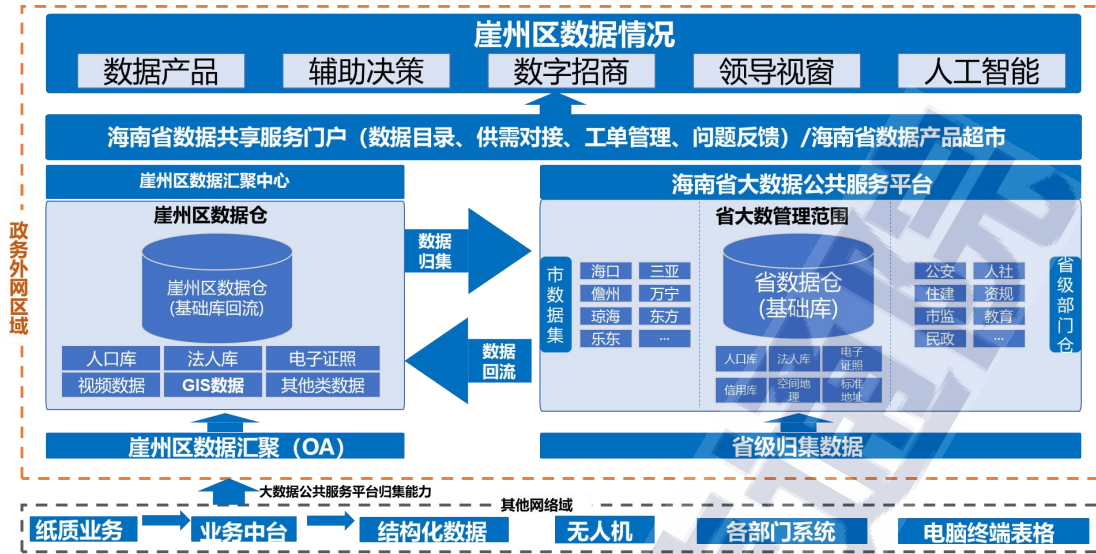 崖州区数据情况
数据产品
辅助决策
数字招商
领导视窗
人工智能
海南省数据共享服务门户（数据目录、供需对接、工单管理、问题反馈）/海南省数据产品超市
政务外网区域
崖州区数据汇聚中心
崖州区数据仓
崖州区数据仓
(基础库回流)
人口库
法人库
电子证照
视频数据
GIS数据
其他类数据
崖州区数据汇聚（OA）
数据
归集
数据
回流
海南省大数据公共服务平台
市数据集
海口
三亚
儋州
万宁
琼海
东方
乐东
...
省大数管理范围
省数据仓
(基础库)
人口库
法人库
电子
证照
信用库
空间地
理
标准
地址
公安
人社
住建
资规
市监
教育
民政
...
省级部门仓
省级归集数据
大数据公共服务平台归集能力
其他网络域
纸质业务
业务中台
结构化数据
无人机
各部门系统
电脑终端表格